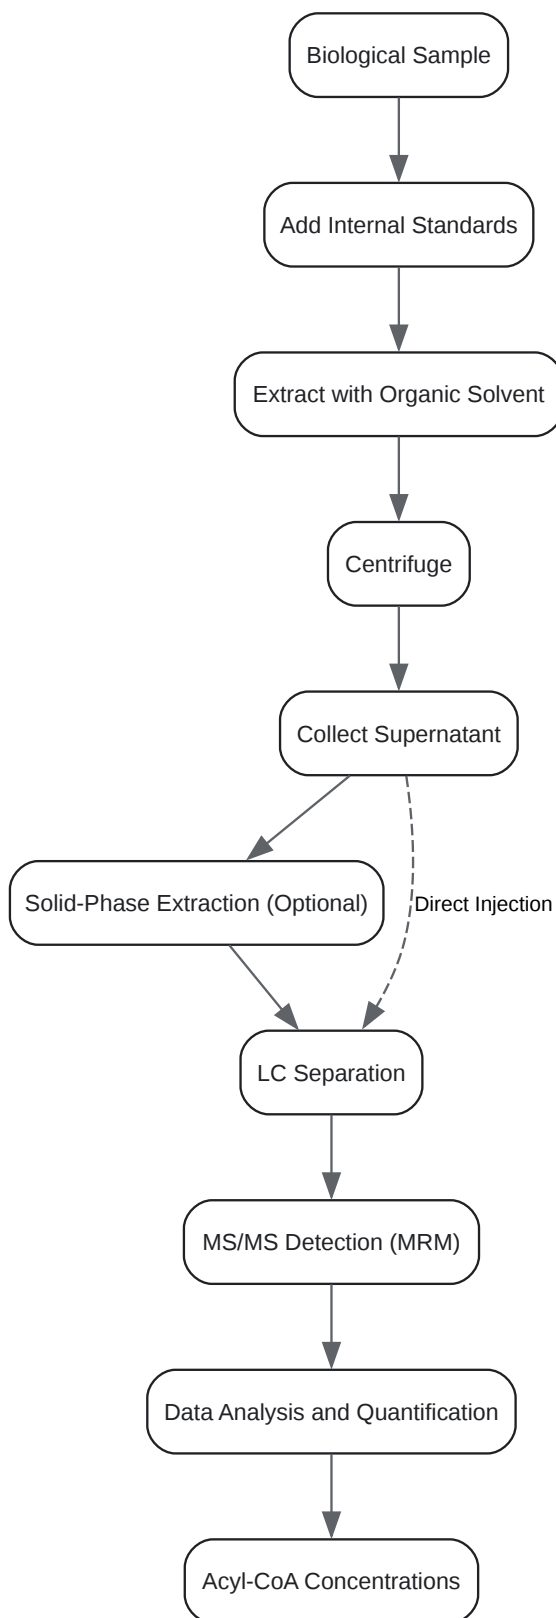 Biological Sample
Add Internal Standards
Extract with Organic Solvent
Centrifuge
Collect Supernatant
Solid-Phase Extraction (Optional)
Direct Injection
LC Separation
MS/MS Detection (MRM)
Data Analysis and Quantification
Acyl-CoA Concentrations